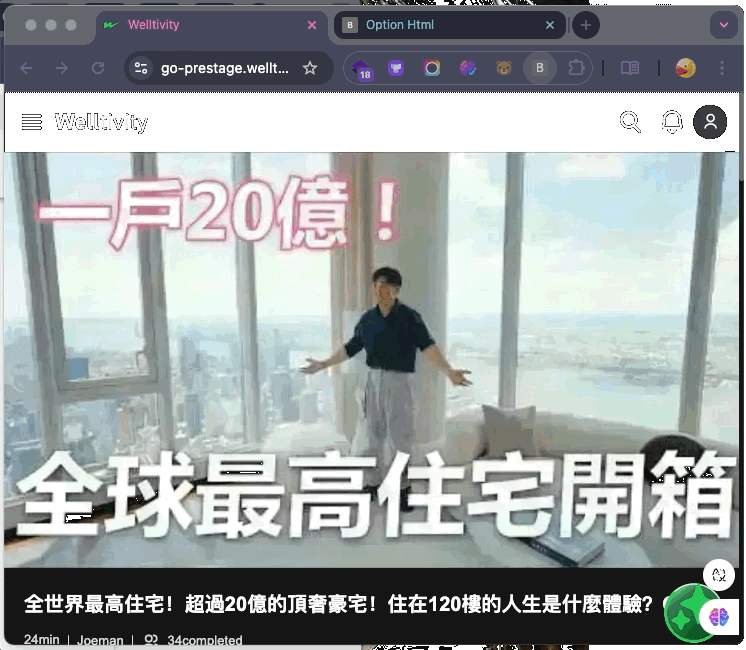 Welltivity
Option Html
go-prestage.wellt...
18
B
Welltivity
一戶20億！
全球最高住宅開箱
全世界最高住宅！超過20億的頂奢豪宅！住在120樓的人生是什麼體驗？
24min | Joeman | 34completed